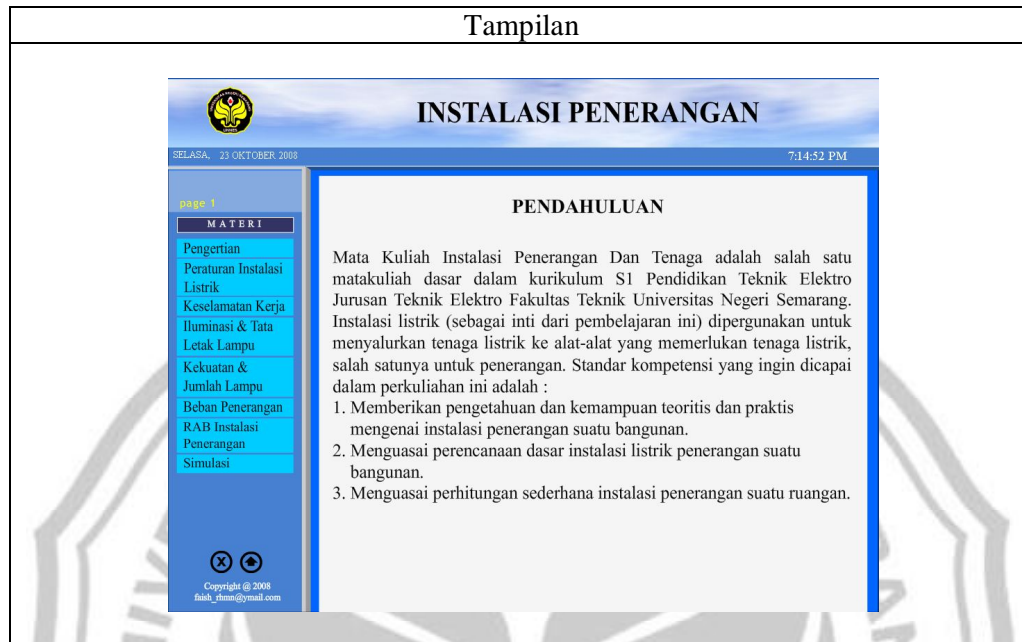 Tampilan
INSTALASI PENERANGAN
SELASA, 23 OKTOBER 2008
7:14:52 PM
page 1
MATERI
Pengertian
Peraturan Instalasi
Listrik
Keselamatan Kerja
Iluminasi & Tata
Letak Lampu
Kekuatan &
Jumlah Lampu
Beban Penerangan
RAB Instalasi
Penerangan
Simulasi
Copyright @ 2008
faish_rhmn@ymail.com
PENDAHULUAN
Mata Kuliah Instalasi Penerangan Dan Tenaga adalah salah satu
matakuliah dasar dalam kurikulum S1 Pendidikan Teknik Elektro
Jurusan Teknik Elektro Fakultas Teknik Universitas Negeri Semarang.
Instalasi listrik (sebagai inti dari pembelajaran ini) dipergunakan untuk
menyalurkan tenaga listrik ke alat-alat yang memerlukan tenaga listrik,
salah satunya untuk penerangan. Standar kompetensi yang ingin dicapai
dalam perkuliahan ini adalah :
1. Memberikan pengetahuan dan kemampuan teoritis dan praktis
mengenai instalasi penerangan suatu bangunan.
2. Menguasai perencanaan dasar instalasi listrik penerangan suatu
bangunan.
3. Menguasai perhitungan sederhana instalasi penerangan suatu ruangan.